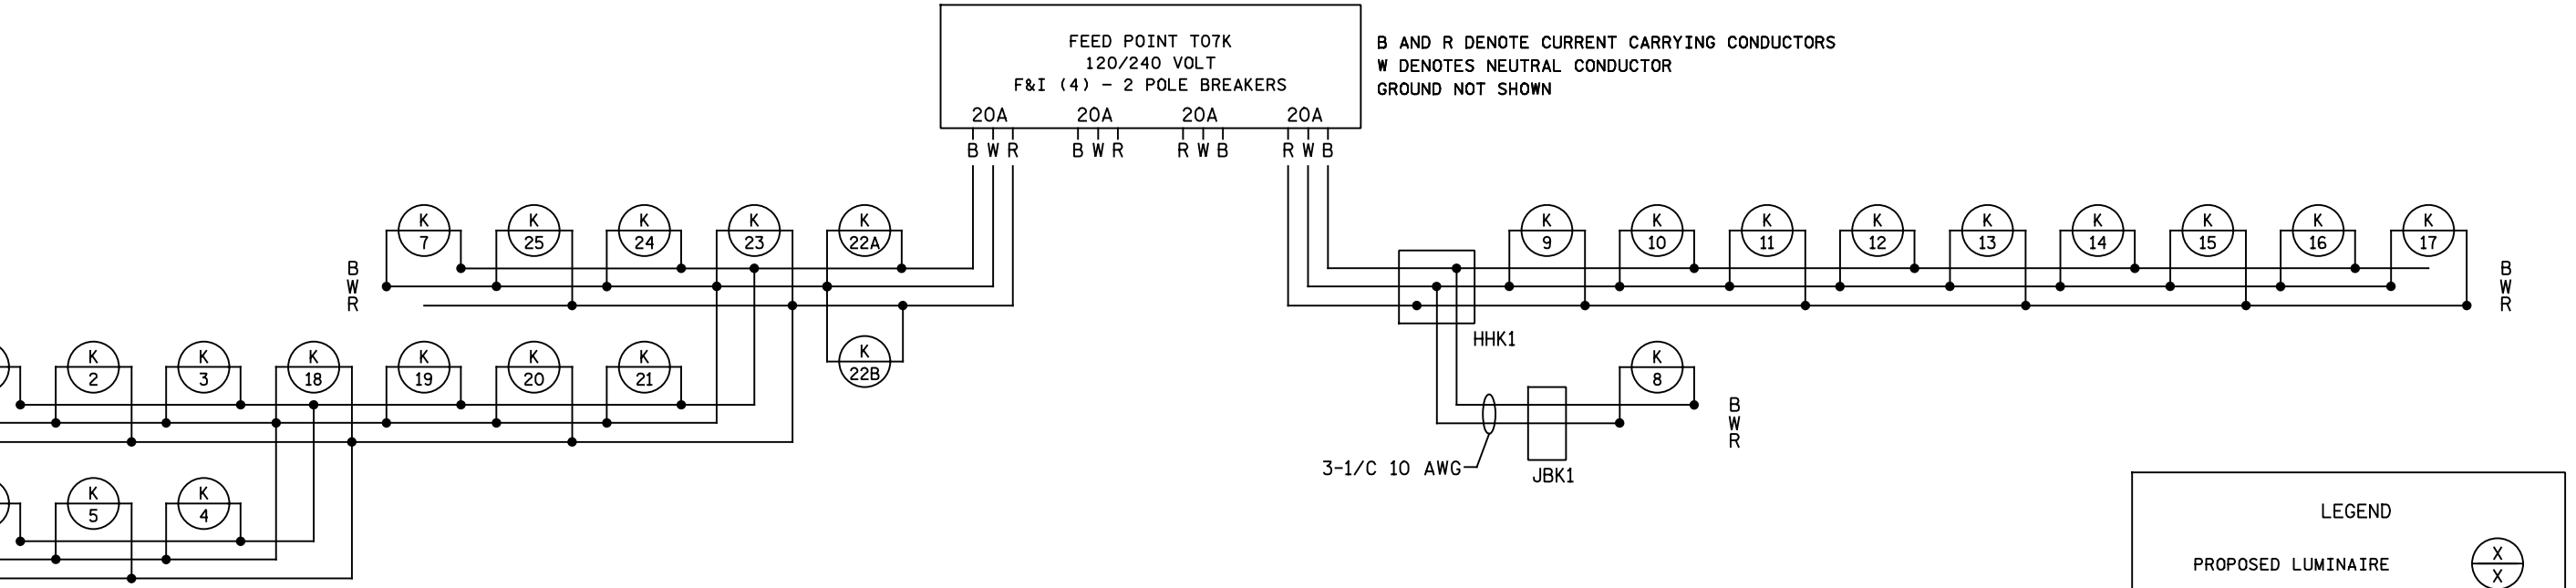 FEED POINT T07K
120/240 VOLT
F&I (4) - 2 POLE BREAKERS
20A 20A 20A 20A
B W R B W R R W B R W B
B AND R DENOTE CURRENT CARRYING CONDUCTORS
W DENOTES NEUTRAL CONDUCTOR
GROUND NOT SHOWN
K K K K K
7 25 24 23 22A
B
W
R
K
22B
K K K K K K K K K
9 10 11 12 13 14 15 16 17
B
W
R
HHK1
K K K K K K
2 3 18 19 20 21
K
8
B
W
R
3-1/C 10 AWG
JBK1
K K
5 4
LEGEND
PROPOSED LUMINAIRE
X
X